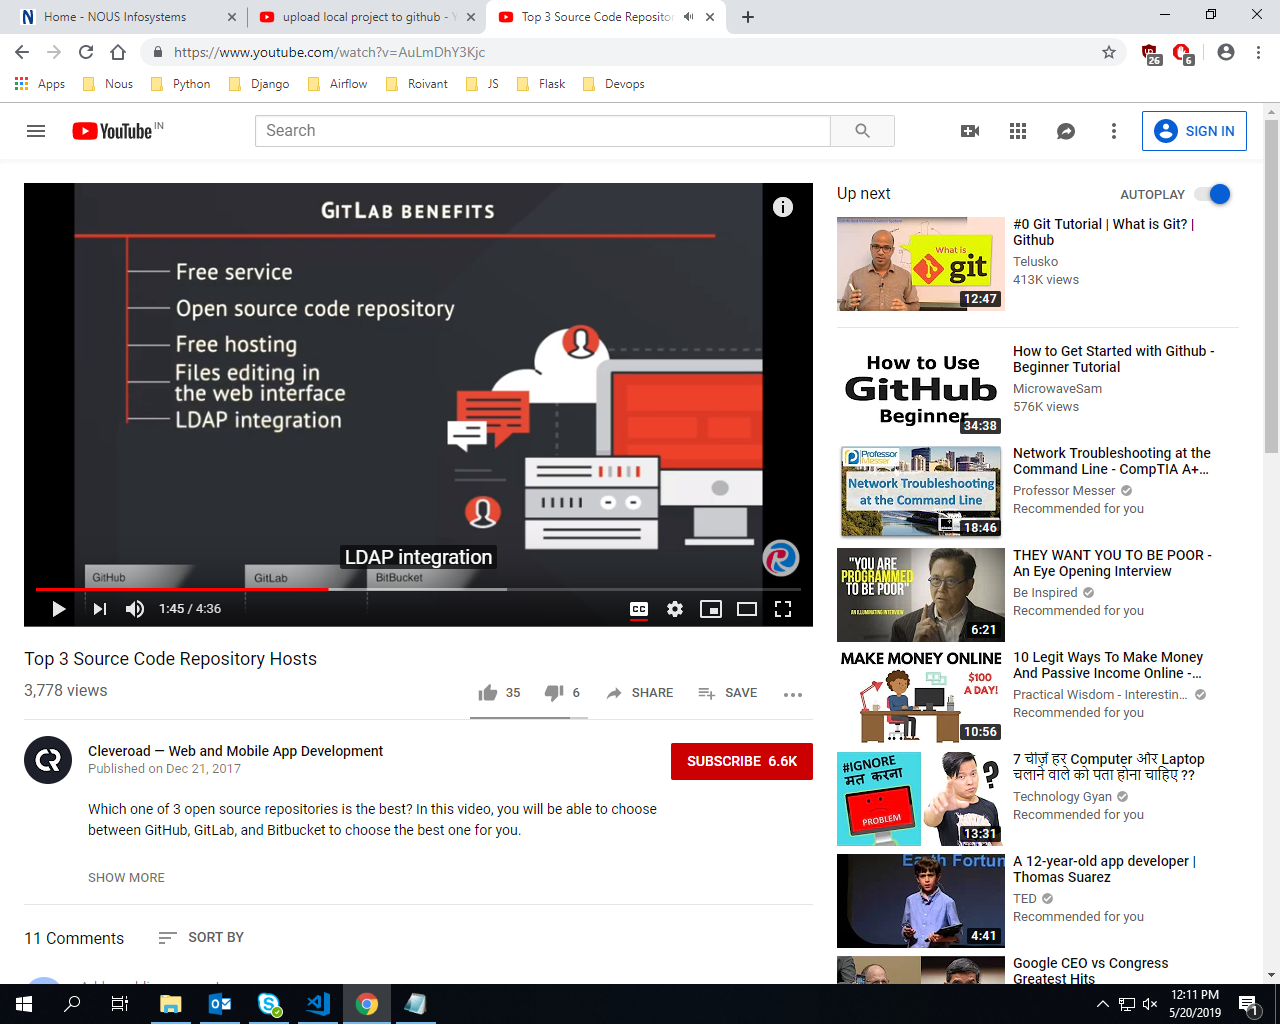 Home - NOUS Infosystems
upload local project to github - Y
Top 3 Source Code Repositor
https://www.youtube.com/watch?v=AuLmDhY3Kjc
26
6
Apps
Nous
Python
Django
Airflow
Roivant
JS
Flask
Devops
YouTube IN
Search
SIGN IN
GITLAB BENEFITS
Free service
Open source code repository
Free hosting
Files editing in
the web interface
LDAP integration
LDAP integration
GitHub
GitLab
BitBucket
1:45 / 4:36
CC
Top 3 Source Code Repository Hosts
3,778 views
35
6
SHARE
SAVE
Cleveroad — Web and Mobile App Development
Published on Dec 21, 2017
SUBSCRIBE 6.6K
Which one of 3 open source repositories is the best? In this video, you will be able to choose
between GitHub, GitLab, and Bitbucket to choose the best one for you.
SHOW MORE
11 Comments
SORT BY
Up next
AUTOPLAY
What is
git
12:47
#0 Git Tutorial | What is Git? |
Github
Telusko
413K views
How to Use
GitHub
Beginner
34:38
How to Get Started with Github -
Beginner Tutorial
MicrowaveSam
576K views
Professor
Messer
Network Troubleshooting
at the Command Line
18:46
Network Troubleshooting at the
Command Line - CompTIA A+...
Professor Messer
Recommended for you
"YOU ARE
PROGRAMMED
TO BE POOR"
AN ILLUMINATING INTERVIEW
6:21
THEY WANT YOU TO BE POOR -
An Eye Opening Interview
Be Inspired
Recommended for you
MAKE MONEY ONLINE
$100
A DAY!
10:56
10 Legit Ways To Make Money
And Passive Income Online -...
Practical Wisdom - Interestin...
Recommended for you
#IGNORE
मत करना
PROBLEM
?
13:31
7 चीज़ें हर Computer और Laptop
चलाने वाले को पता होना चाहिए ??
Technology Gyan
Recommended for you
Earth Fortun
4:41
A 12-year-old app developer |
Thomas Suarez
TED
Recommended for you
Google CEO vs Congress
Greatest Hits
12:11 PM
5/20/2019
1